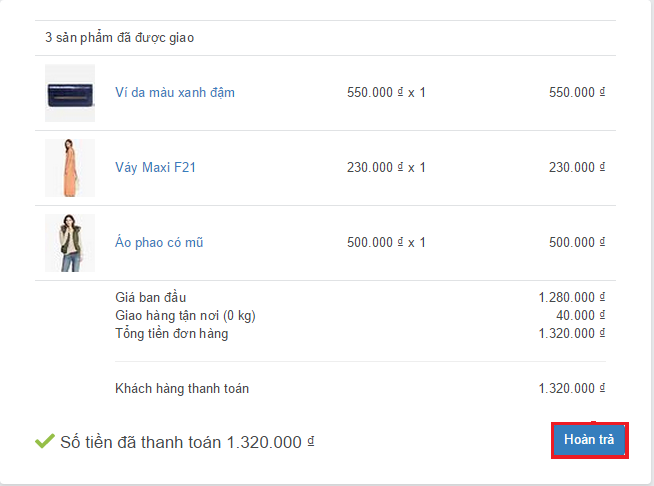 3 sản phẩm đã được giao
Ví da màu xanh đậm 550.000 ₫ x 1 550.000 ₫
Váy Maxi F21 230.000 ₫ x 1 230.000 ₫
Áo phao có mũ 500.000 ₫ x 1 500.000 ₫
Giá ban đầu 1.280.000 ₫
Giao hàng tận nơi (0 kg) 40.000 ₫
Tổng tiền đơn hàng 1.320.000 ₫
Khách hàng thanh toán 1.320.000 ₫
Số tiền đã thanh toán 1.320.000 ₫ Hoàn trả